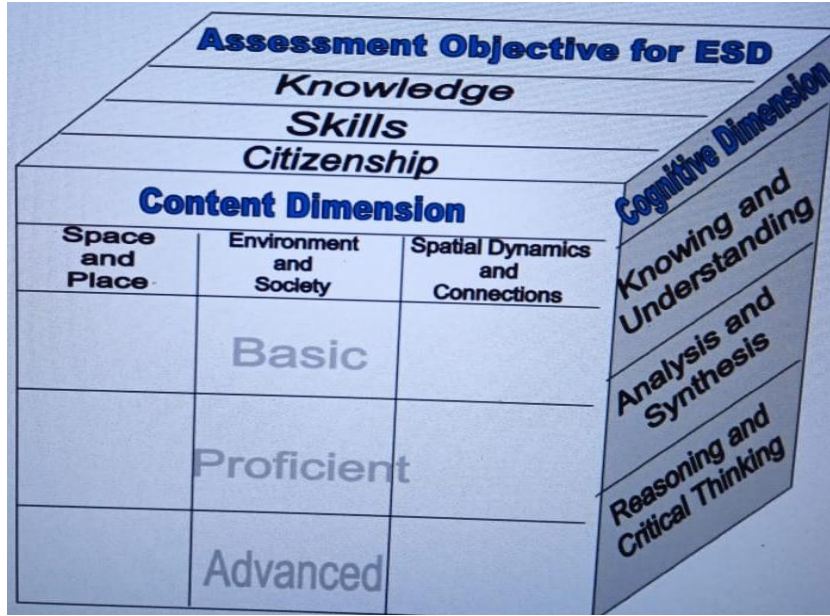 Assessment Objective for ESD
Knowledge
Skills
Citizenship
Content Dimension
Space
and
Place
Environment
and
Society
Spatial Dynamics
and
Connections
Basic
Proficient
Advanced
Cognitive Dimension
Knowing and
Understanding
Analysis and
Synthesis
Reasoning and
Critical Thinking